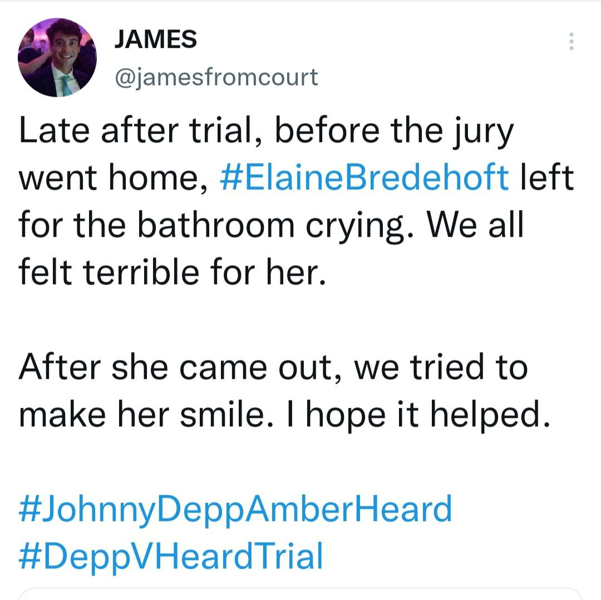 JAMES
@jamesfromcourt
Late after trial, before the jury
went home, #ElaineBredehoft left
for the bathroom crying. We all
felt terrible for her.
After she came out, we tried to
make her smile. I hope it helped.
#JohnnyDeppAmberHeard
#DeppVHeardTrial